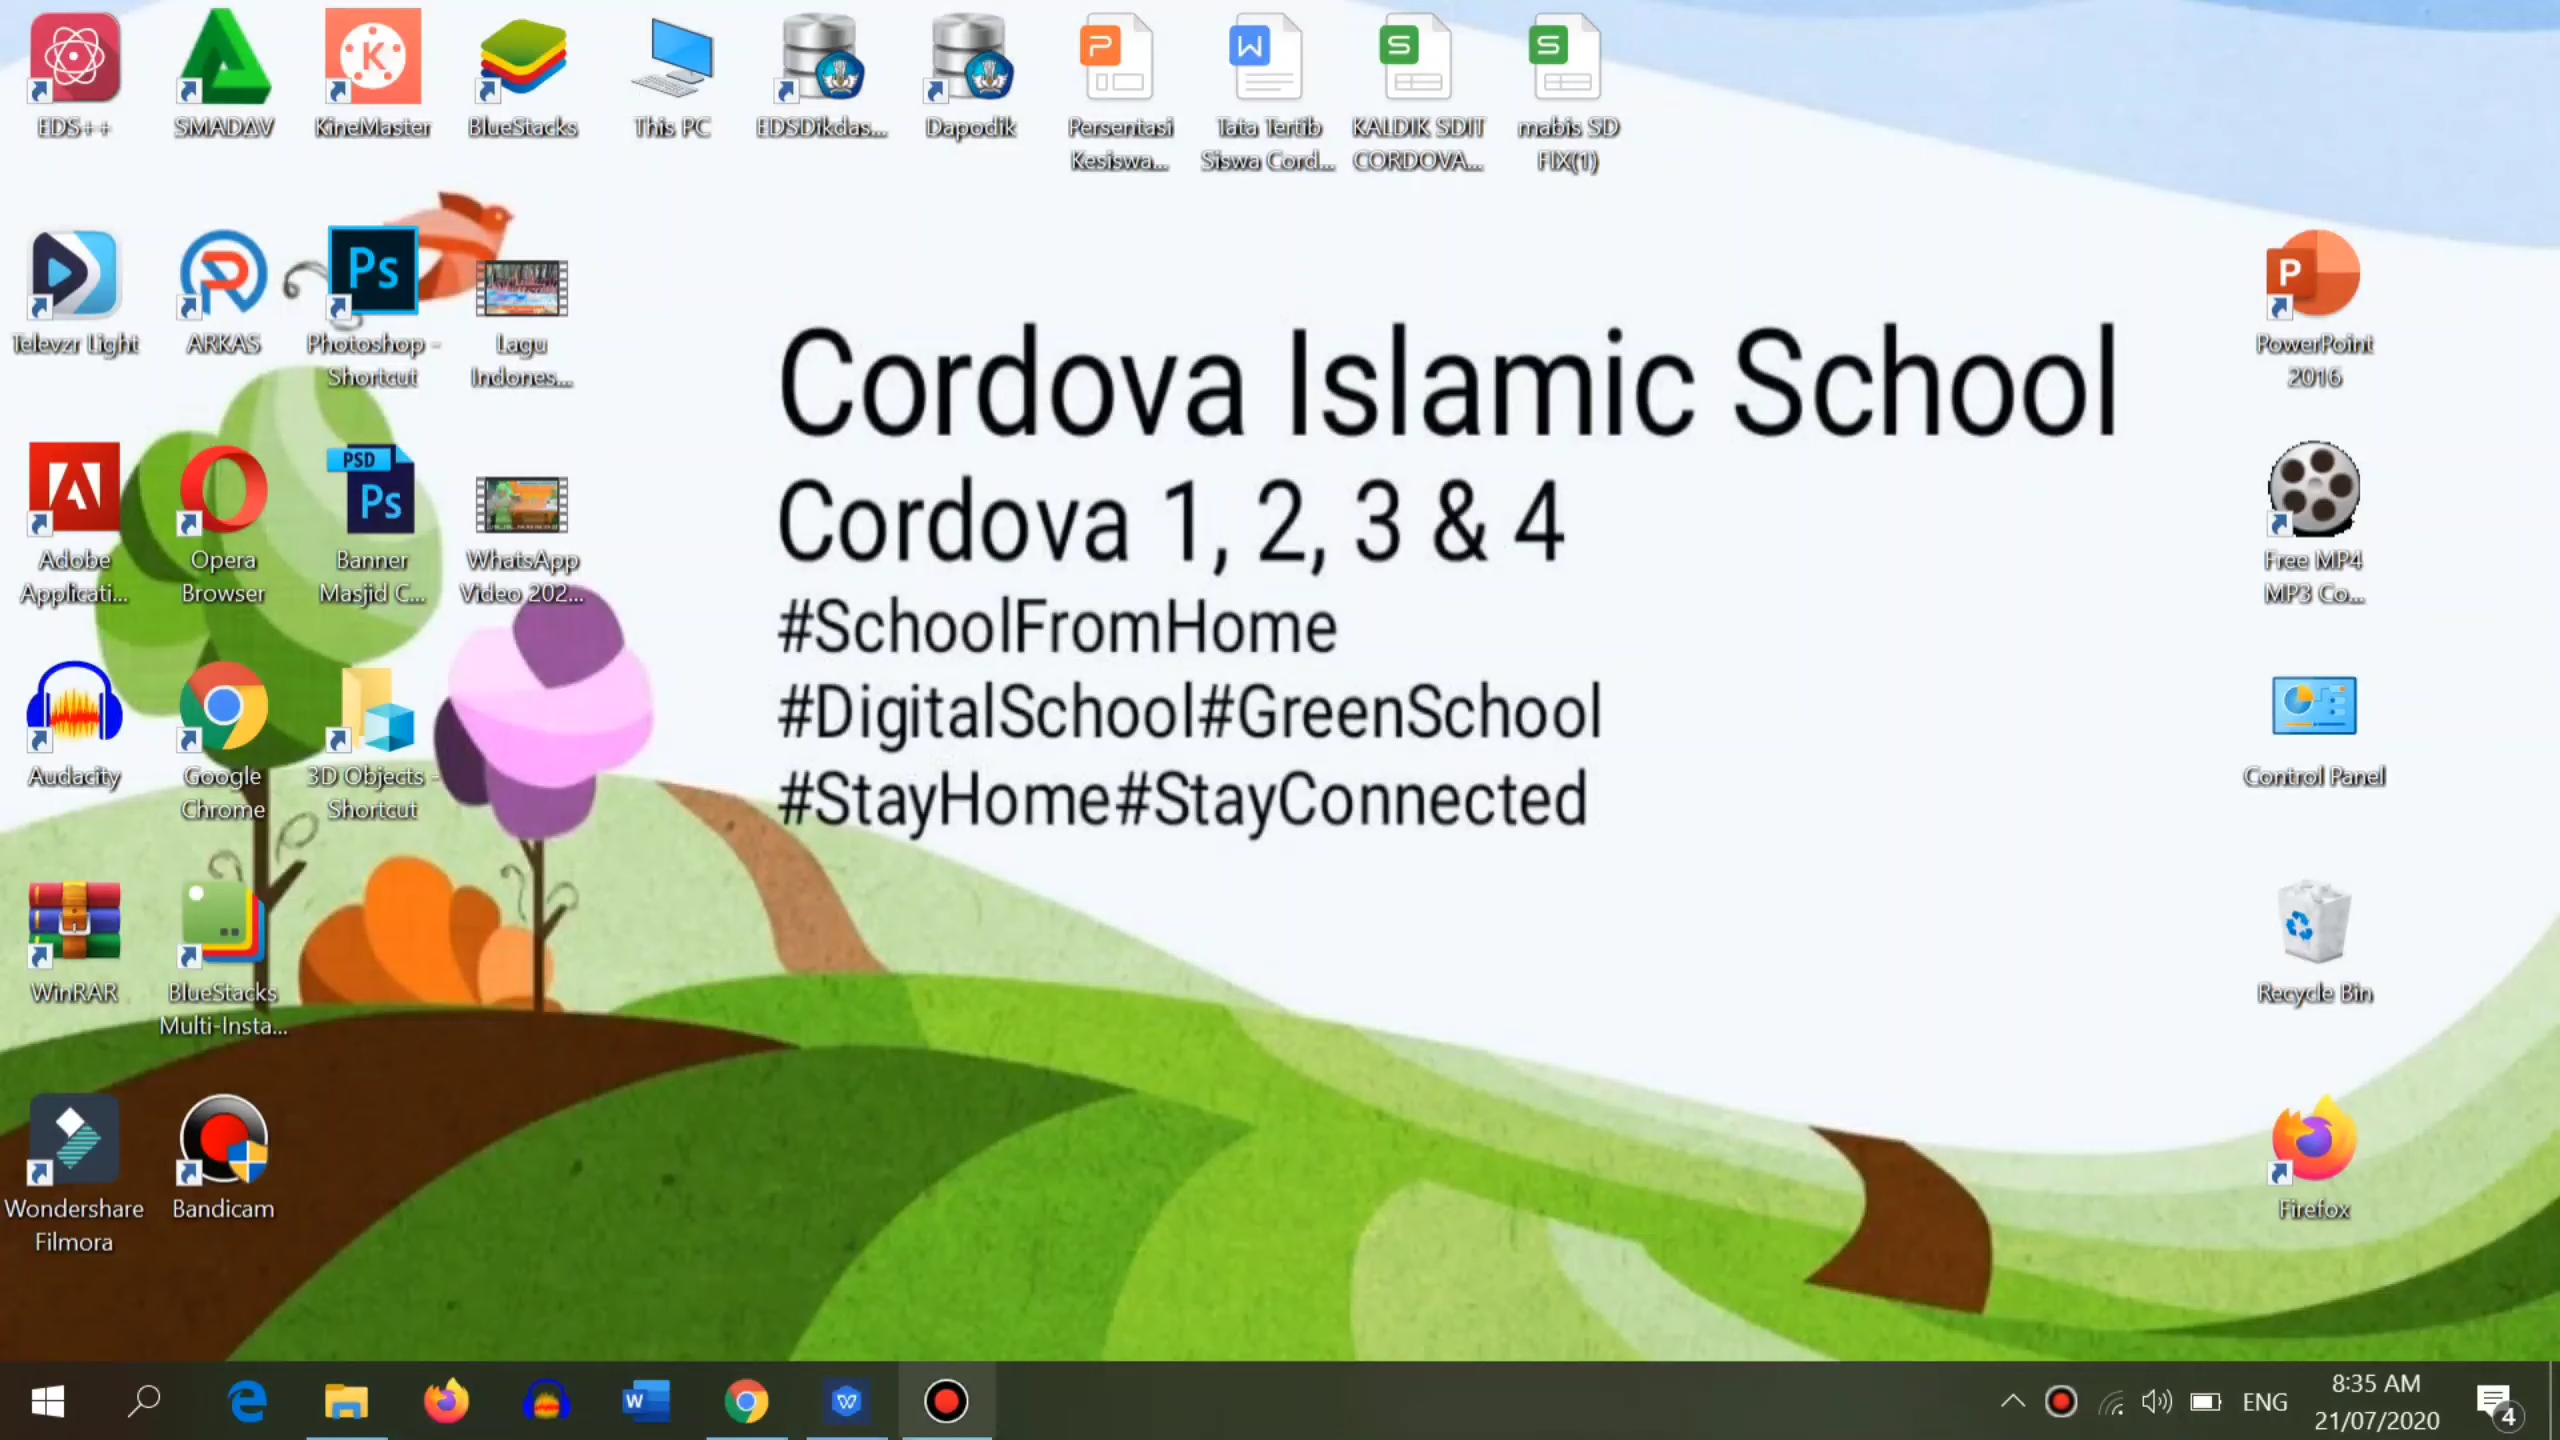 EDS++
SMADAV
KineMaster
BlueStacks
This PC
EDSDikdas...
Dapodik
Persentasi
Kesiswa...
Tata Tertib
Siswa Cord...
KALDIK SDIT
CORDOVA...
mabis SD
FIX(1)
Televzr Light
ARKAS
Photoshop -
Shortcut
Lagu
Indones...
PowerPoint
2016
Cordova Islamic School
Cordova 1, 2, 3 & 4
#SchoolFromHome
#DigitalSchool#GreenSchool
#StayHome#StayConnected
Adobe
Applicati...
Opera
Browser
PSD
Ps
Banner
Masjid C...
WhatsApp
Video 202...
Free MP4
MP3 Co...
Audacity
Google
Chrome
3D Objects -
Shortcut
Control Panel
WinRAR
BlueStacks
Multi-Insta...
Recycle Bin
Wondershare
Filmora
Bandicam
Firefox
ENG
8:35 AM
21/07/2020
4